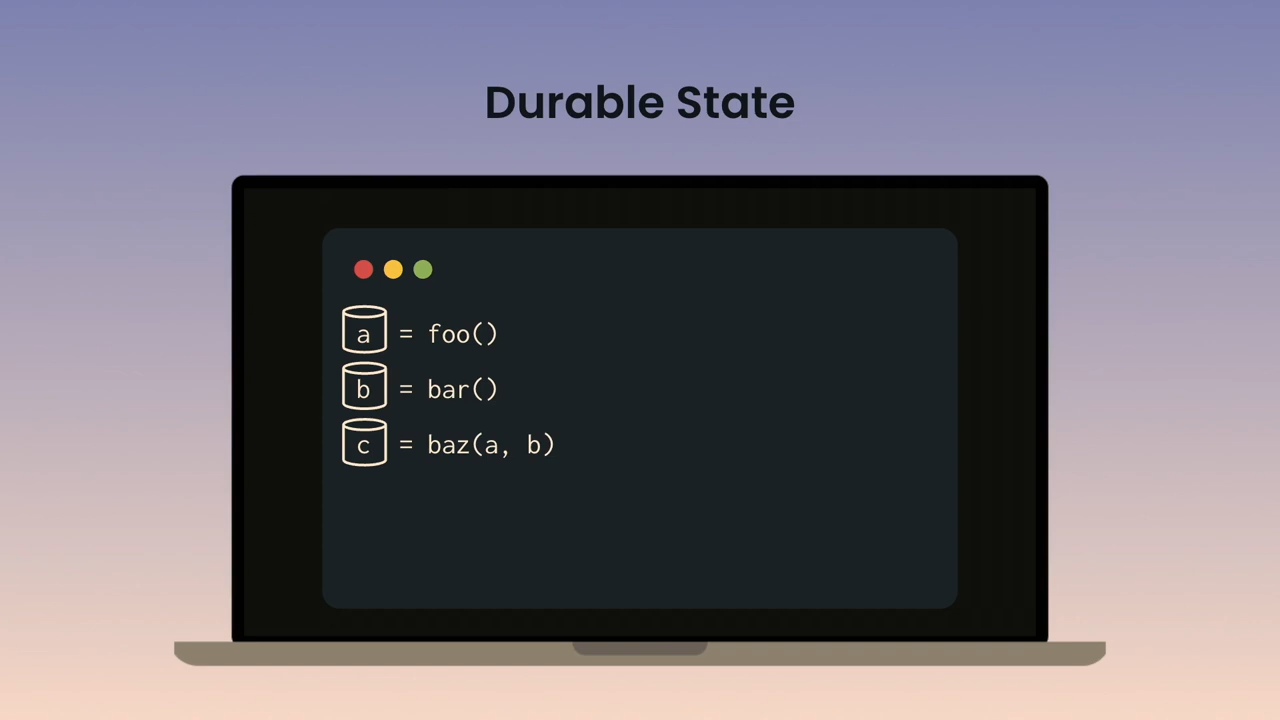 Durable State
a = foo()
b = bar()
c = baz(a, b)